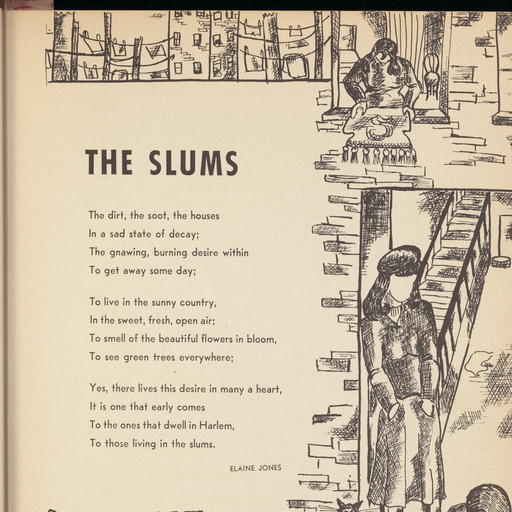 THE SLUMS
The dirt, the soot, the houses
In a sad state of decay;
The gnawing, burning desire within
To get away some day;
To live in the sunny country,
In the sweet, fresh, open air;
To smell of the beautiful flowers in bloom,
To see green trees everywhere;
Yes, there lives this desire in many a heart,
It is one that early comes
To the ones that dwell in Harlem,
To those living in the slums.
ELAINE JONES